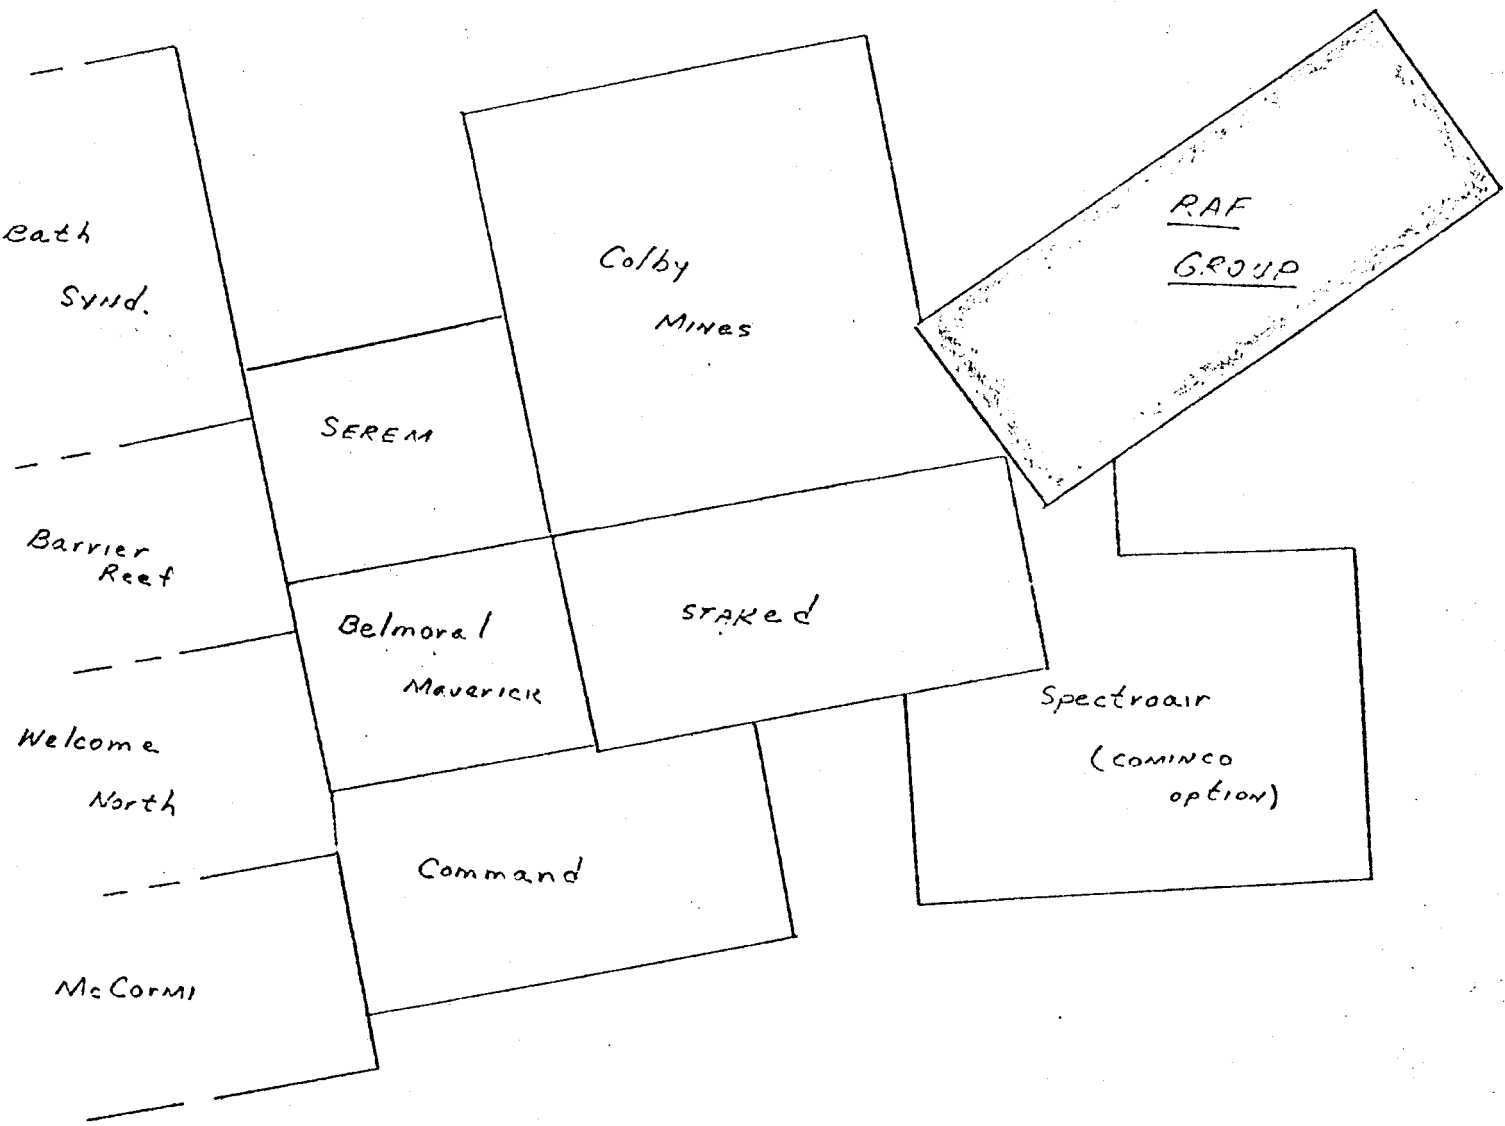 eath
Synd.
Barrier
Reef
Welcome
North
McCormi
SEREM
Belmoral
Maverick
Command
Colby
Mines
STAKed
RAF
GROUP
Spectroair
(COMINCO
option)